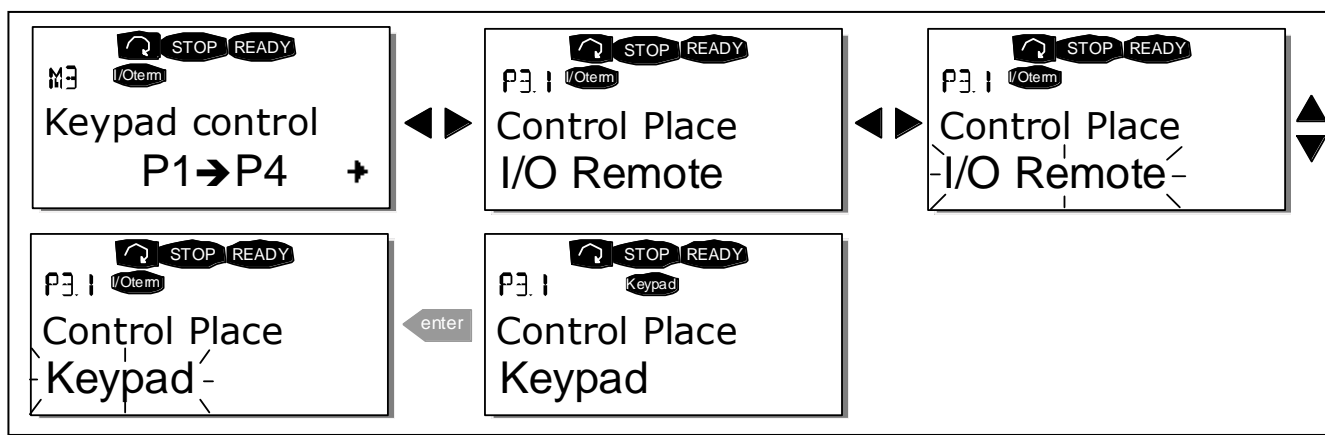 STOP READY
M3 I/Oterm
Keypad control
P1➔P4
STOP READY
P3.1 I/Oterm
Control Place
I/O Remote
STOP READY
P3.1 I/Oterm
Control Place
I/O Remote
STOP READY
P3.1 I/Oterm
Control Place
Keypad
enter
STOP READY
P3.1 Keypad
Control Place
Keypad